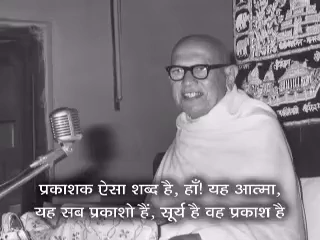 प्रकाशक ऐसा शब्द है, हाँ! यह आत्मा,
यह सब प्रकाशो हैं, सूर्य है वह प्रकाश है